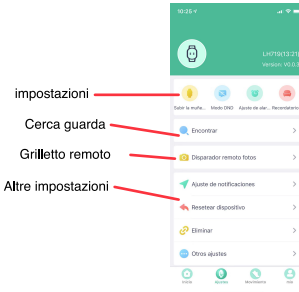 10:25
LH719(13:21)
Version: V0.0.
impostazioni
Subir la muñe... Modo DND Ajuste de alar... Recordatorio
Cerca guarda
Encontrar
Grilletto remoto
Disparador remoto fotos
Altre impostazioni
Ajuste de notificaciones
Resetear dispositivo
Eliminar
Otros ajustes
Inicio Ajustes Movimiento Mío